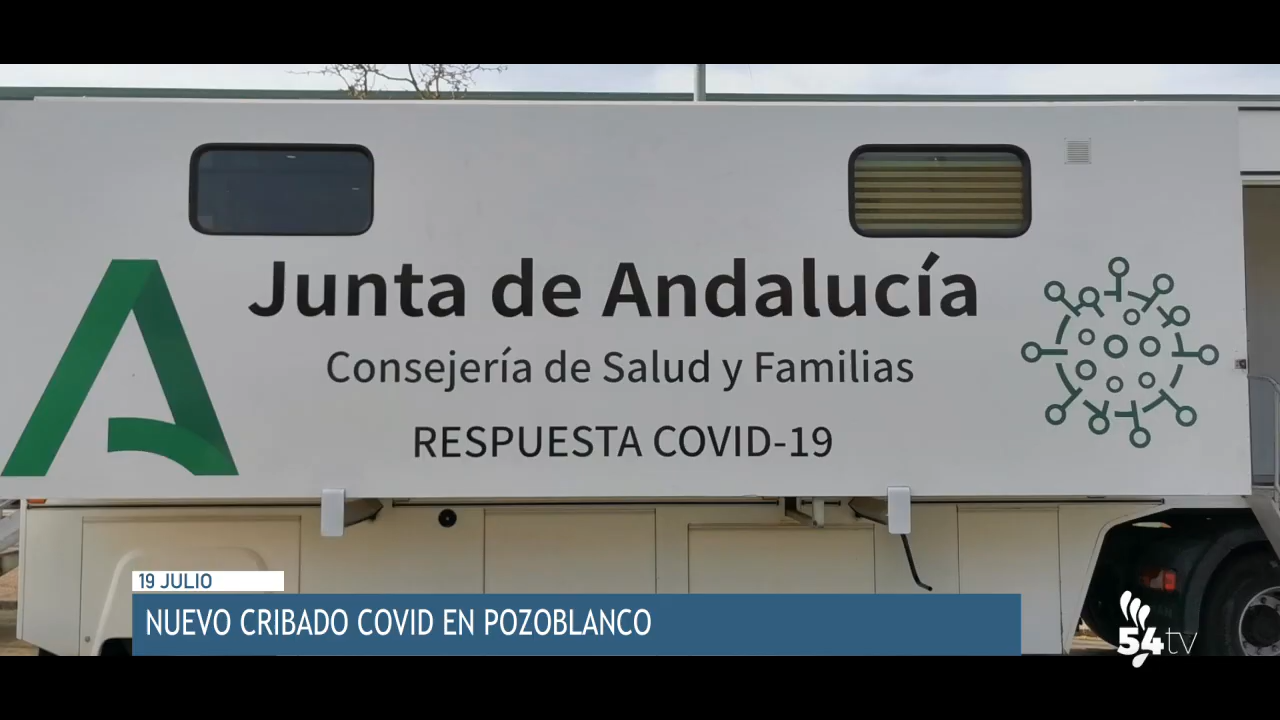 Junta de Andalucía
Consejería de Salud y Familias
RESPUESTA COVID-19
19 JULIO
NUEVO CRIBADO COVID EN POZOBLANCO
54tv